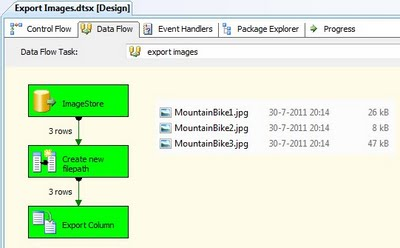 Export Images.dtsx [Design]
Control Flow Data Flow Event Handlers Package Explorer Progress
Data Flow Task: export images
ImageStore
3 rows
Create new
filepath
3 rows
Export Column
MountainBike1.jpg 30-7-2011 20:14 26 kB
MountainBike2.jpg 30-7-2011 20:14 8 kB
MountainBike3.jpg 30-7-2011 20:14 47 kB